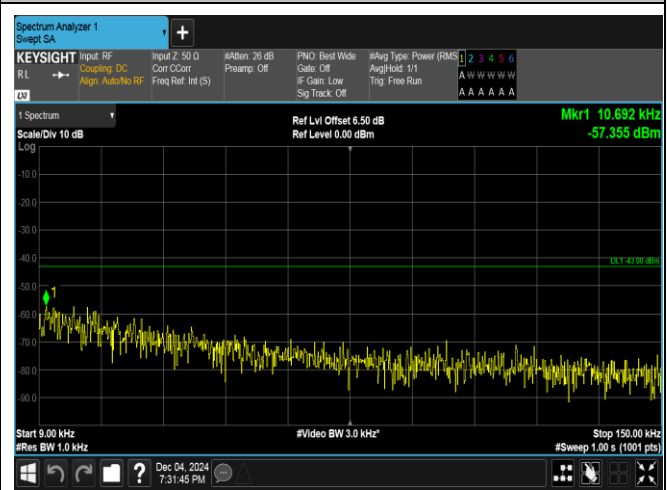 Spectrum Analyzer 1
Swept SA
+
KEYSIGHT Input: RF Input Z: 50 Ω #Atten: 26 dB PNO: Best Wide #Avg Type: Power (RMS 1 2 3 4 5 6
RL Coupling: DC Corr CCorr Preamp: Off Gate: Off Avg|Hold: 1/1 A W W W W W
Align: Auto/No RF Freq Ref: Int (S) IF Gain: Low Trig: Free Run
LXI Sig Track: Off A A A A A A
1 Spectrum Ref Lvl Offset 6.50 dB Mkr1 10.692 kHz
Scale/Div 10 dB Ref Level 0.00 dBm -57.355 dBm
Log
-10.0
-20.0
-30.0
-40.0
DL1 -43.00 dBm
-50.0
1
-60.0
-70.0
-80.0
-90.0
Start 9.00 kHz #Video BW 3.0 kHz* Stop 150.00 kHz
#Res BW 1.0 kHz #Sweep 1.00 s (1001 pts)
? Dec 04, 2024
7:31:45 PM